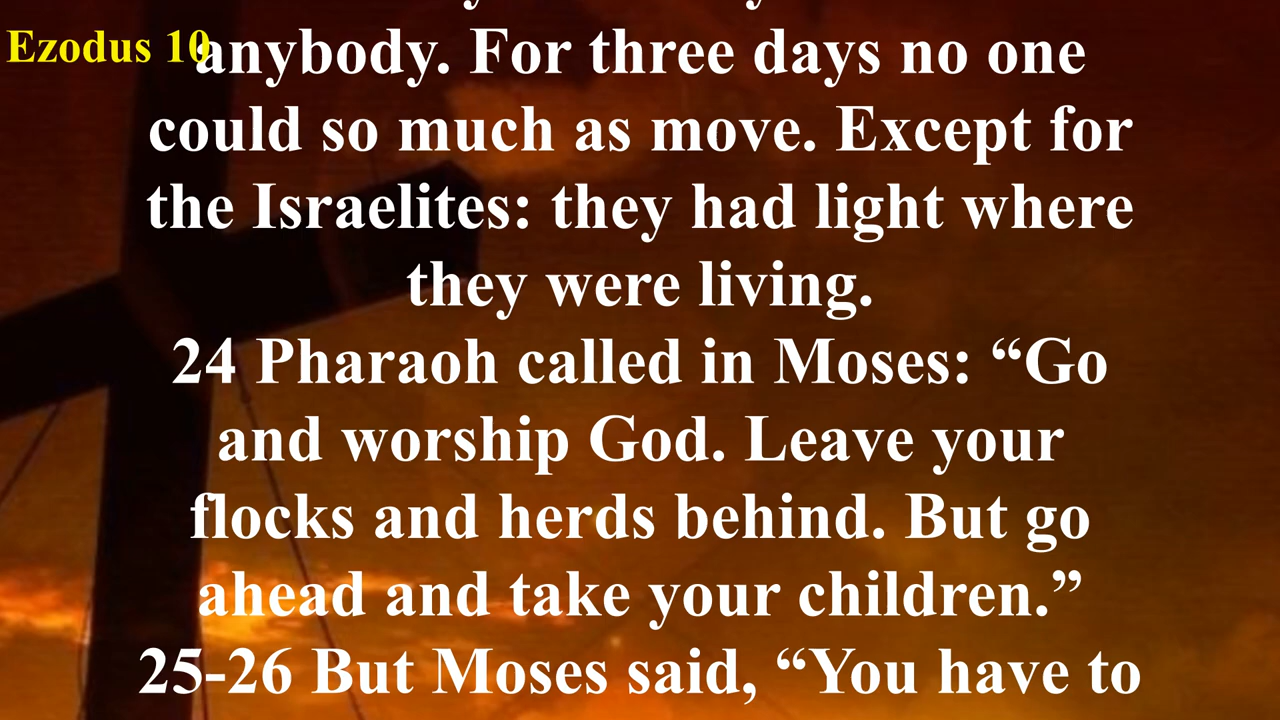 Ezodus 10
anybody. For three days no one
could so much as move. Except for
the Israelites: they had light where
they were living.
24 Pharaoh called in Moses: “Go
and worship God. Leave your
flocks and herds behind. But go
ahead and take your children.”
25-26 But Moses said, “You have to